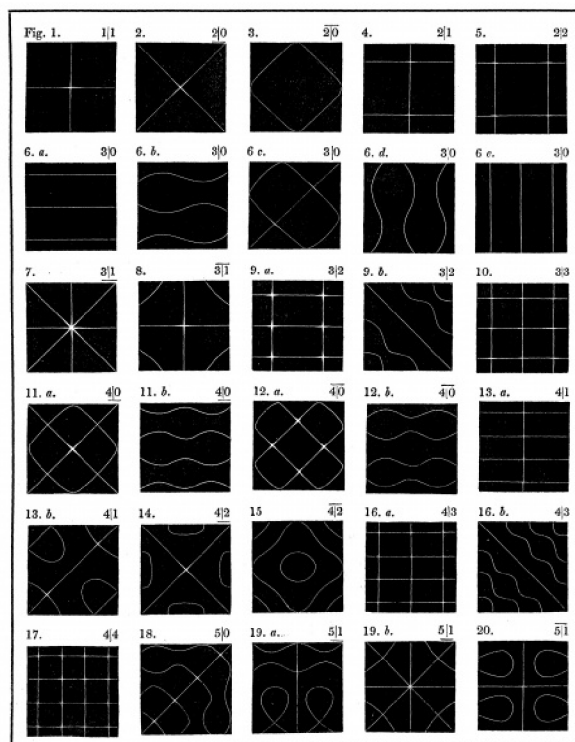 Fig. 1. 1|1 2. 2|0 3. 2|0 4. 2|1 5. 2|2
6. a. 3|0 6. b. 3|0 6 c. 3|0 6. d. 3|0 6 e. 3|0
7. 3|1 8. 3|1 9. a. 3|2 9. b. 3|2 10. 3|3
11. a. 4|0 11. b. 4|0 12. a. 4|0 12. b. 4|0 13. a. 4|1
13. b. 4|1 14. 4|2 15 4|2 16. a. 4|3 16. b. 4|3
17. 4|4 18. 5|0 19. a. 5|1 19. b. 5|1 20. 5|1